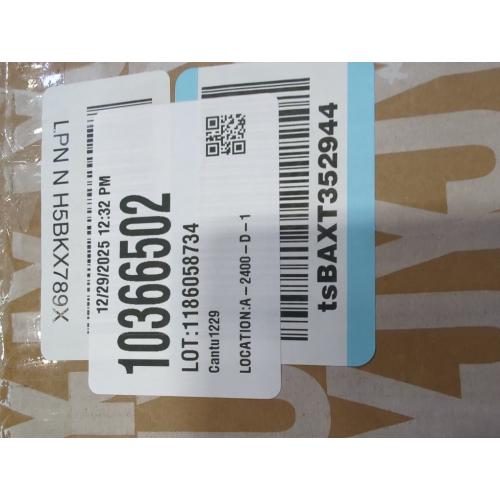 LPN N H5BKX789X
12/29/2025 12:32 PM
10366502
LOT:1186058734
Cantu1229
LOCATION:A-2400-D-1
tsBAXT352944